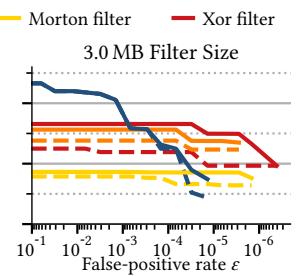 Morton filter Xor filter
3.0 MB Filter Size
10⁻¹ 10⁻² 10⁻³ 10⁻⁴ 10⁻⁵ 10⁻⁶
False-positive rate ε